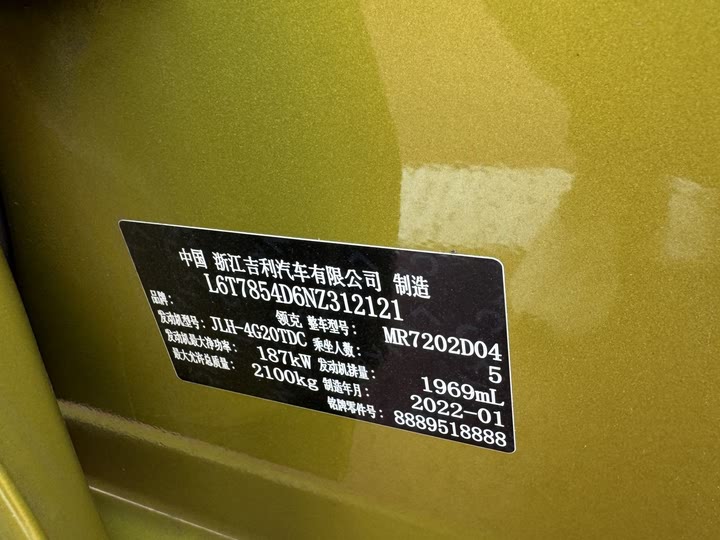 中国 浙江吉利汽车有限公司 制造
L6T7854D6NZ312121
品牌： 领克 整车型号： MR7202D04
发动机型号：JLH-4G20TDC 乘坐人数： 5
发动机最大净功率： 187kW 发动机排量： 1969mL
最大允许总质量： 2100kg 制造年月： 2022-01
铭牌零件号： 8889518888